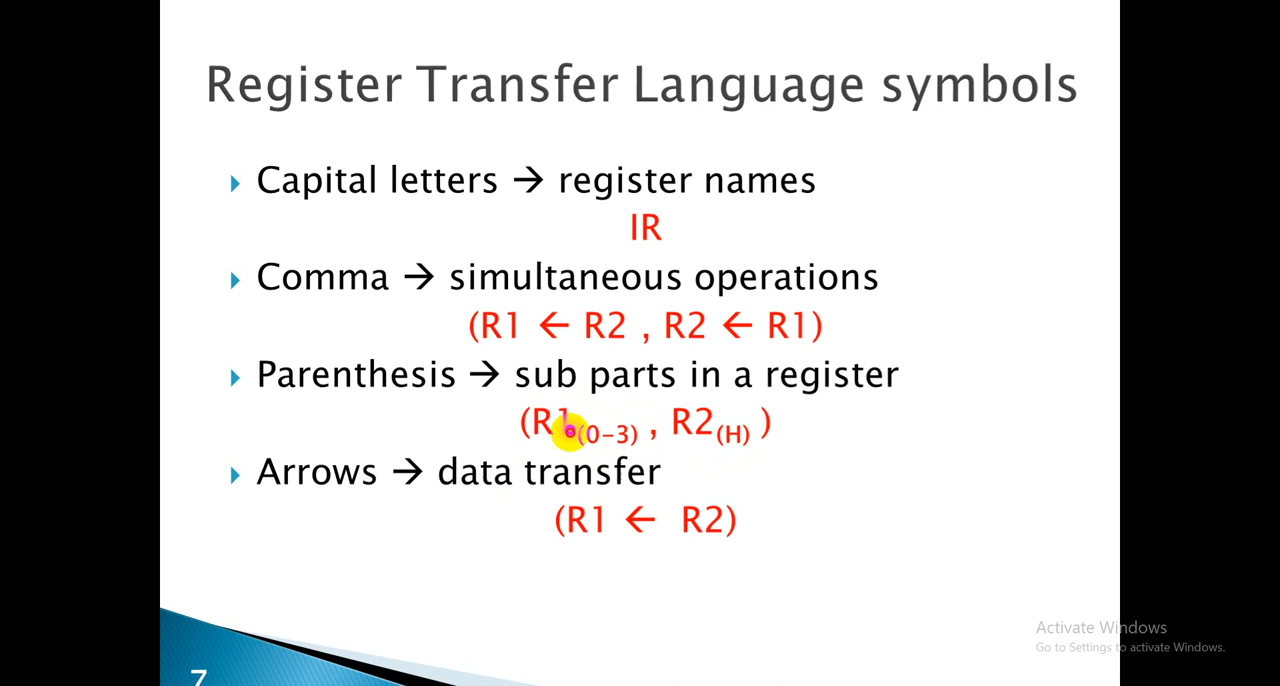 Register Transfer Language symbols
Capital letters → register names
IR
Comma → simultaneous operations
(R1 ← R2 , R2 ← R1)
Parenthesis → sub parts in a register
(R1(0-3) , R2(H) )
Arrows → data transfer
(R1 ← R2)
Activate Windows
Go to Settings to activate Windows.
7